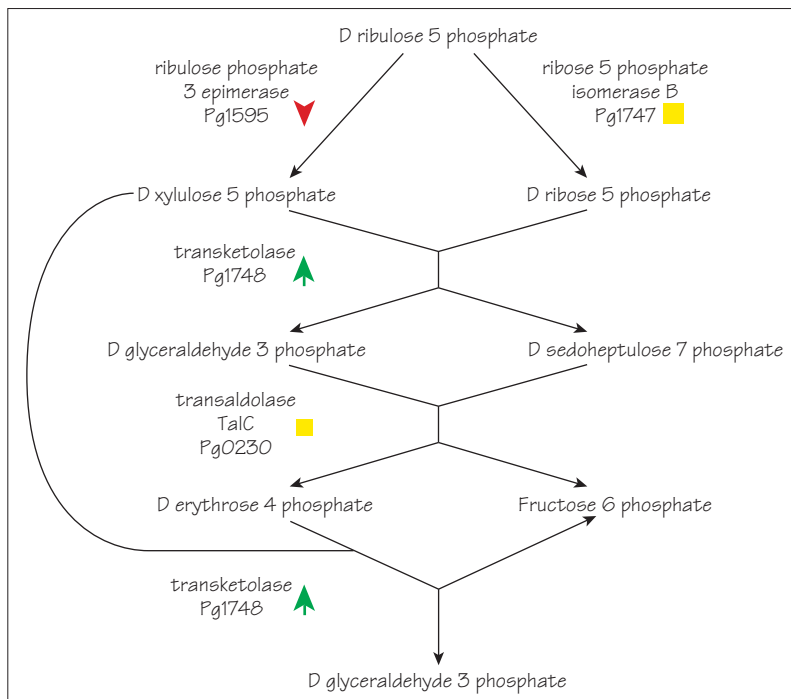 D ribulose 5 phosphate
ribulose phosphate
3 epimerase
Pg1595
ribose 5 phosphate
isomerase B
Pg1747
D xylulose 5 phosphate
D ribose 5 phosphate
transketolase
Pg1748
D glyceraldehyde 3 phosphate
D sedoheptulose 7 phosphate
transaldolase
TalC
Pg0230
D erythrose 4 phosphate
Fructose 6 phosphate
transketolase
Pg1748
D glyceraldehyde 3 phosphate